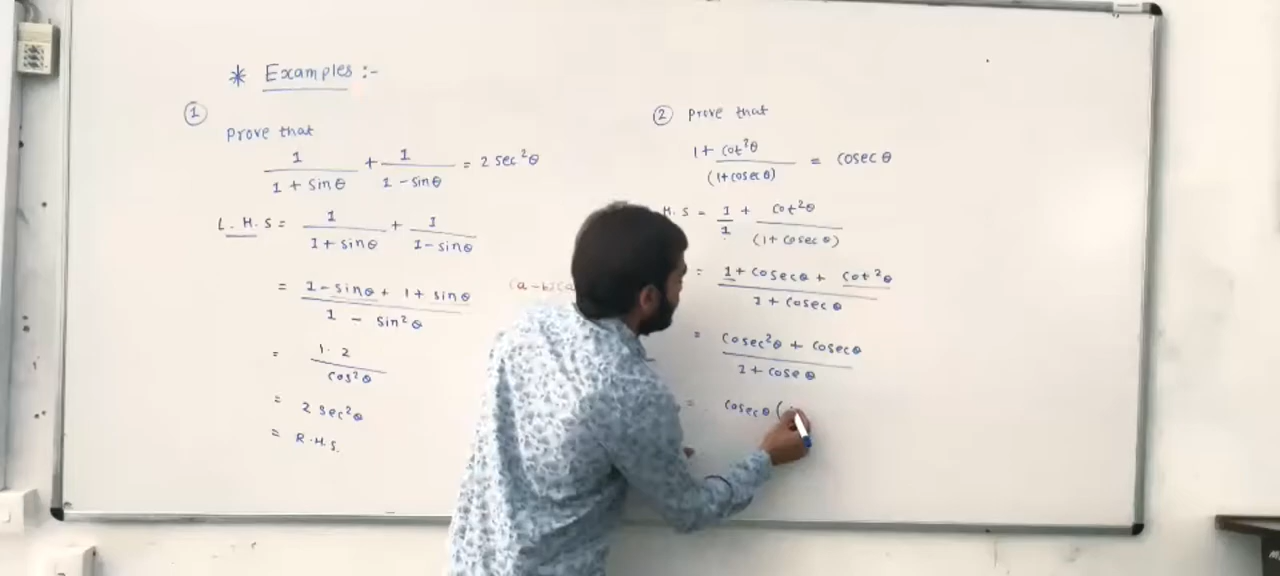 * Examples :-
1
Prove that
1/(1 + sinθ) + 1/(1 - sinθ) = 2 sec²θ
L.H.S = 1/(1 + sinθ) + 1/(1 - sinθ)
= (1 - sinθ + 1 + sinθ)/(1 - sin²θ)
= 1·2/cos²θ
= 2 sec²θ
= R.H.S.
(a-b)(a
2 Prove that
1 + cot²θ/(1+cosecθ) = cosecθ
H.S = 1/1 + cot²θ/(1+cosecθ)
= (1 + cosecθ + cot²θ)/(1 + cosecθ)
= (cosec²θ + cosecθ)/(1 + coseθ)
= cosecθ (